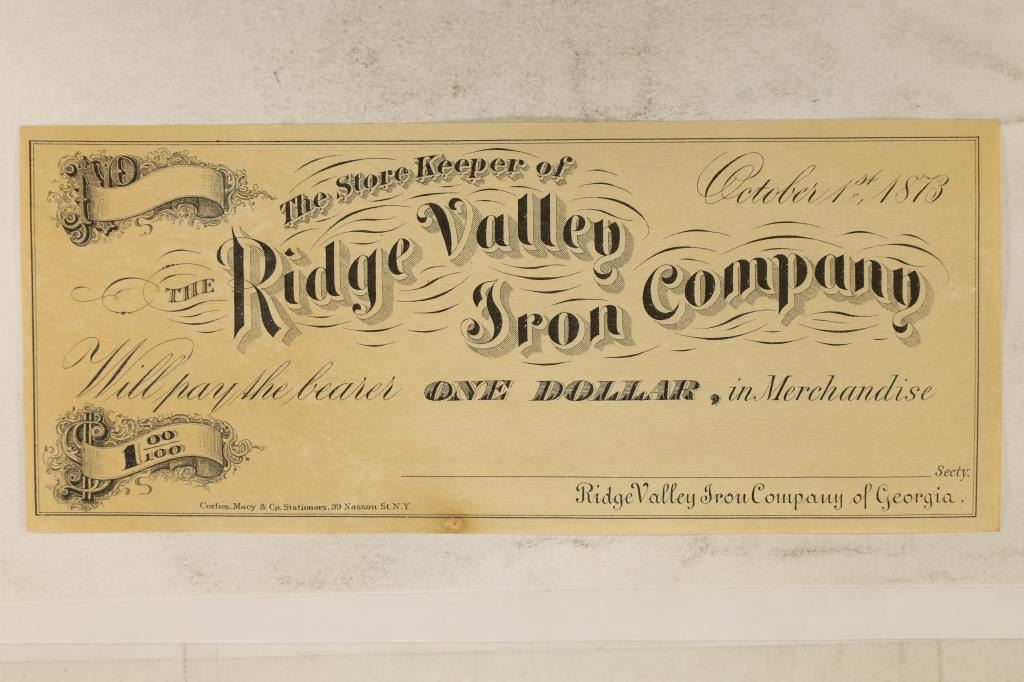 No
The Store Keeper of
October 1st, 1873
THE Ridge Valley Iron Company
Will pay the bearer ONE DOLLAR, in Merchandise
$ 1 00/100
Secty.
Ridge Valley Iron Company of Georgia.
Corlies, Macy & Co. Stationers, 39 Nassau St. N.Y.